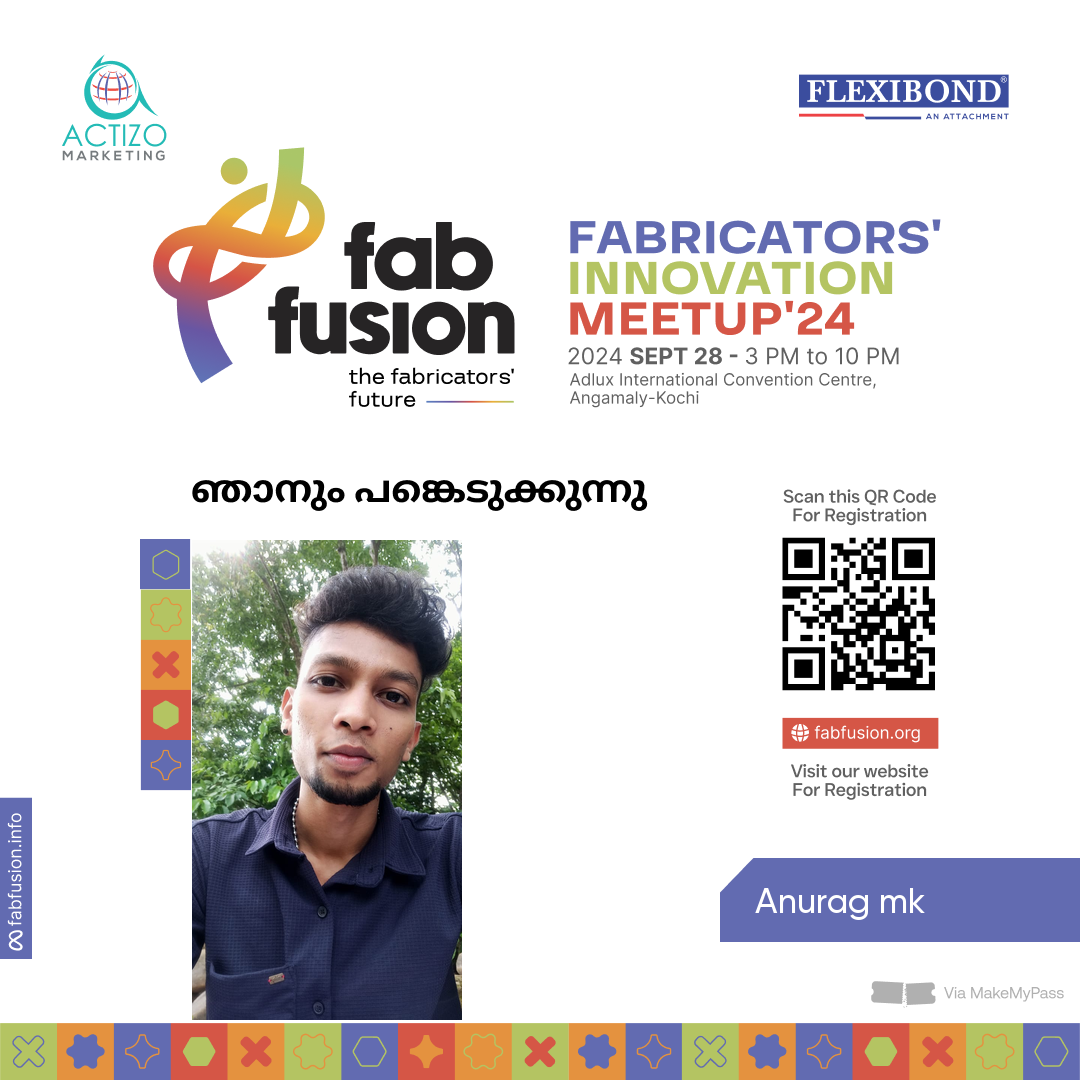 ACTIZO
MARKETING
FLEXIBOND®
AN ATTACHMENT
fab
fusion
the fabricators'
future
FABRICATORS'
INNOVATION
MEETUP'24
2024 SEPT 28 - 3 PM to 10 PM
Adlux International Convention Centre,
Angamaly-Kochi
ഞാനും പങ്കെടുക്കുന്നു
Scan this QR Code
For Registration
fabfusion.org
Visit our website
For Registration
fabfusion.info
Anurag mk
Via MakeMyPass